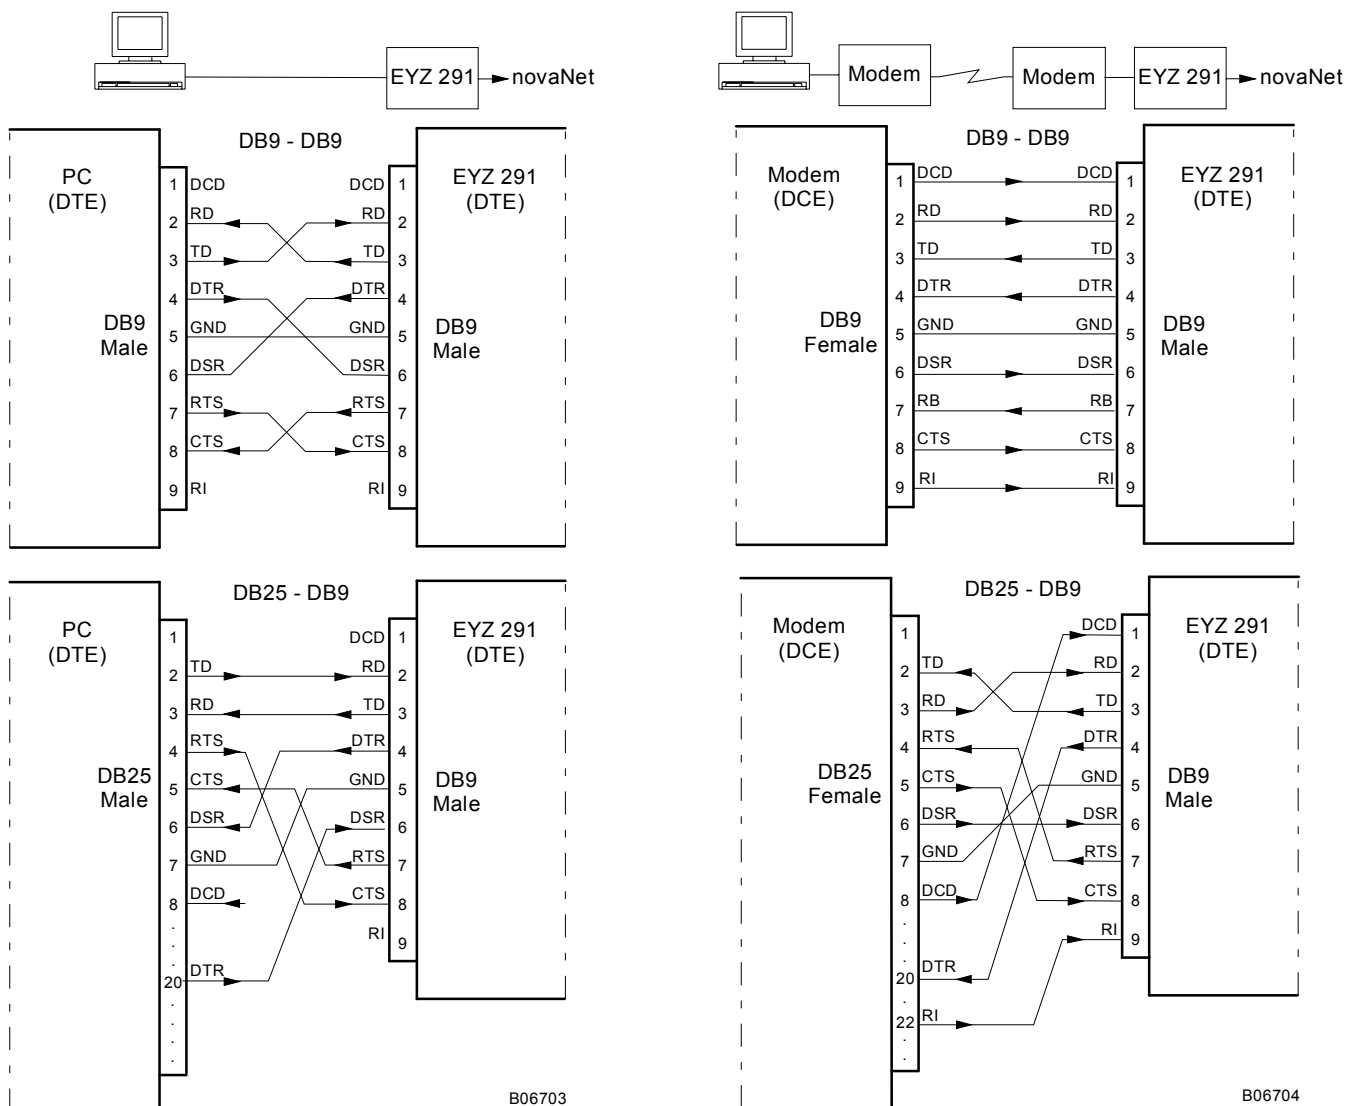 EYZ 291
novaNet
Modem
Modem
EYZ 291
novaNet
DB9 - DB9
PC
(DTE)
DB9
Male
1 DCD
2 RD
3 TD
4 DTR
5 GND
6 DSR
7 RTS
8 CTS
9 RI
DCD 1
RD 2
TD 3
DTR 4
GND 5
DSR 6
RTS 7
CTS 8
RI 9
EYZ 291
(DTE)
DB9
Male
DB9 - DB9
Modem
(DCE)
DB9
Female
1 DCD
2 RD
3 TD
4 DTR
5 GND
6 DSR
7 RB
8 CTS
9 RI
DCD 1
RD 2
TD 3
DTR 4
GND 5
DSR 6
RB 7
CTS 8
RI 9
EYZ 291
(DTE)
DB9
Male
DB25 - DB9
PC
(DTE)
DB25
Male
1
2 TD
3 RD
4 RTS
5 CTS
6 DSR
7 GND
8 DCD
.
.
.
20 DTR
.
.
.
.
DCD 1
RD 2
TD 3
DTR 4
GND 5
DSR 6
RTS 7
CTS 8
RI 9
EYZ 291
(DTE)
DB9
Male
B06703
DB25 - DB9
Modem
(DCE)
DB25
Female
1
2 TD
3 RD
4 RTS
5 CTS
6 DSR
7 GND
8 DCD
.
.
.
20 DTR
.
22 RI
.
.
DCD 1
RD 2
TD 3
DTR 4
GND 5
DSR 6
RTS 7
CTS 8
RI 9
EYZ 291
(DTE)
DB9
Male
B06704